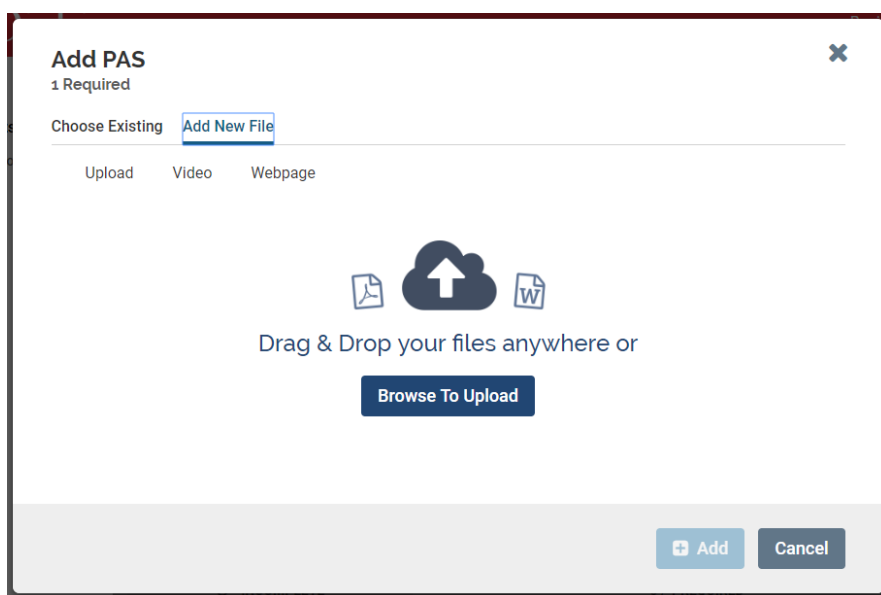 Add PAS
1 Required
Choose Existing Add New File
Upload Video Webpage
W
Drag & Drop your files anywhere or
Browse To Upload
Add Cancel